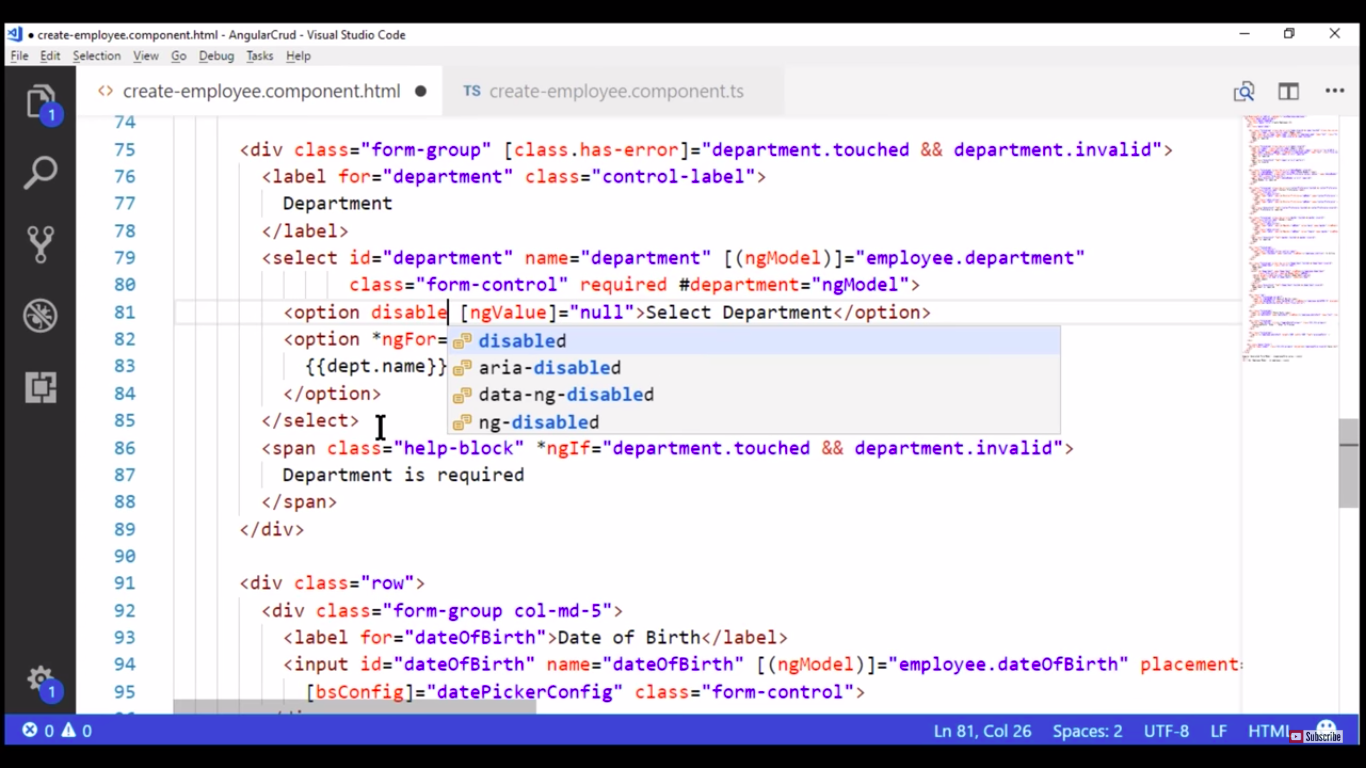 ● create-employee.component.html - AngularCrud - Visual Studio Code
File Edit Selection View Go Debug Tasks Help
<> create-employee.component.html ● TS create-employee.component.ts
1
74
75 <div class="form-group" [class.has-error]="department.touched && department.invalid">
76 <label for="department" class="control-label">
77 Department
78 </label>
79 <select id="department" name="department" [(ngModel)]="employee.department"
80 class="form-control" required #department="ngModel">
81 <option disable [ngValue]="null">Select Department</option>
82 <option *ngFor=
disabled
83 {{dept.name}}
aria-disabled
84 </option>
data-ng-disabled
85 </select>
ng-disabled
86 <span class="help-block" *ngIf="department.touched && department.invalid">
87 Department is required
88 </span>
89 </div>
90
91 <div class="row">
92 <div class="form-group col-md-5">
93 <label for="dateOfBirth">Date of Birth</label>
94 <input id="dateOfBirth" name="dateOfBirth" [(ngModel)]="employee.dateOfBirth" placement=
95 [bsConfig]="datePickerConfig" class="form-control">
1
0 0 Ln 81, Col 26 Spaces: 2 UTF-8 LF HTML Subscribe